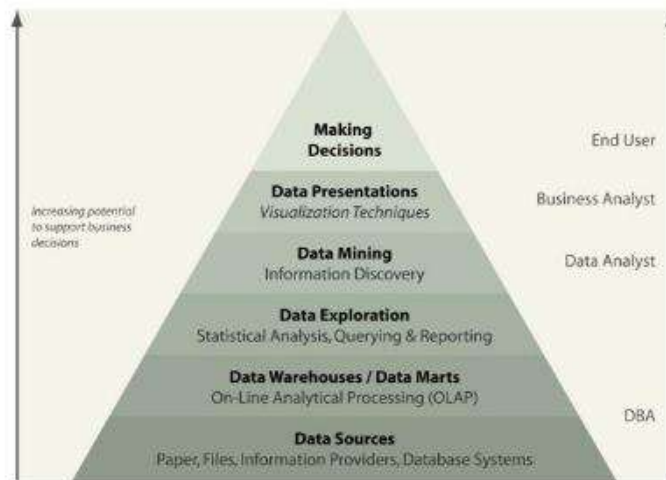 Making
Decisions
End User
Data Presentations
Visualization Techniques
Business Analyst
Increasing potential
to support business
decisions
Data Mining
Information Discovery
Data Analyst
Data Exploration
Statistical Analysis, Querying & Reporting
Data Warehouses / Data Marts
On-Line Analytical Processing (OLAP)
DBA
Data Sources
Paper, Files, Information Providers, Database Systems